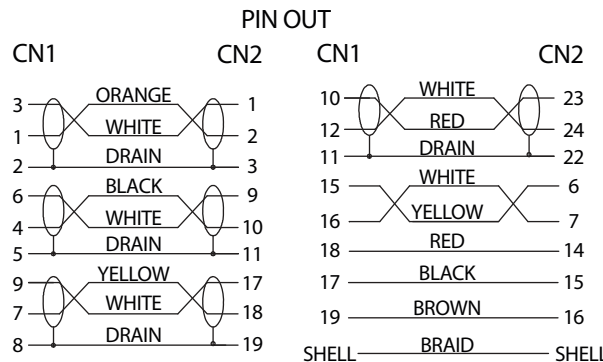 PIN OUT
CN1 CN2
3 ORANGE 1
1 WHITE 2
2 DRAIN 3
6 BLACK 9
4 WHITE 10
5 DRAIN 11
9 YELLOW 17
7 WHITE 18
8 DRAIN 19
CN1 CN2
10 WHITE 23
12 RED 24
11 DRAIN 22
15 WHITE 6
16 YELLOW 7
18 RED 14
17 BLACK 15
19 BROWN 16
SHELL BRAID SHELL